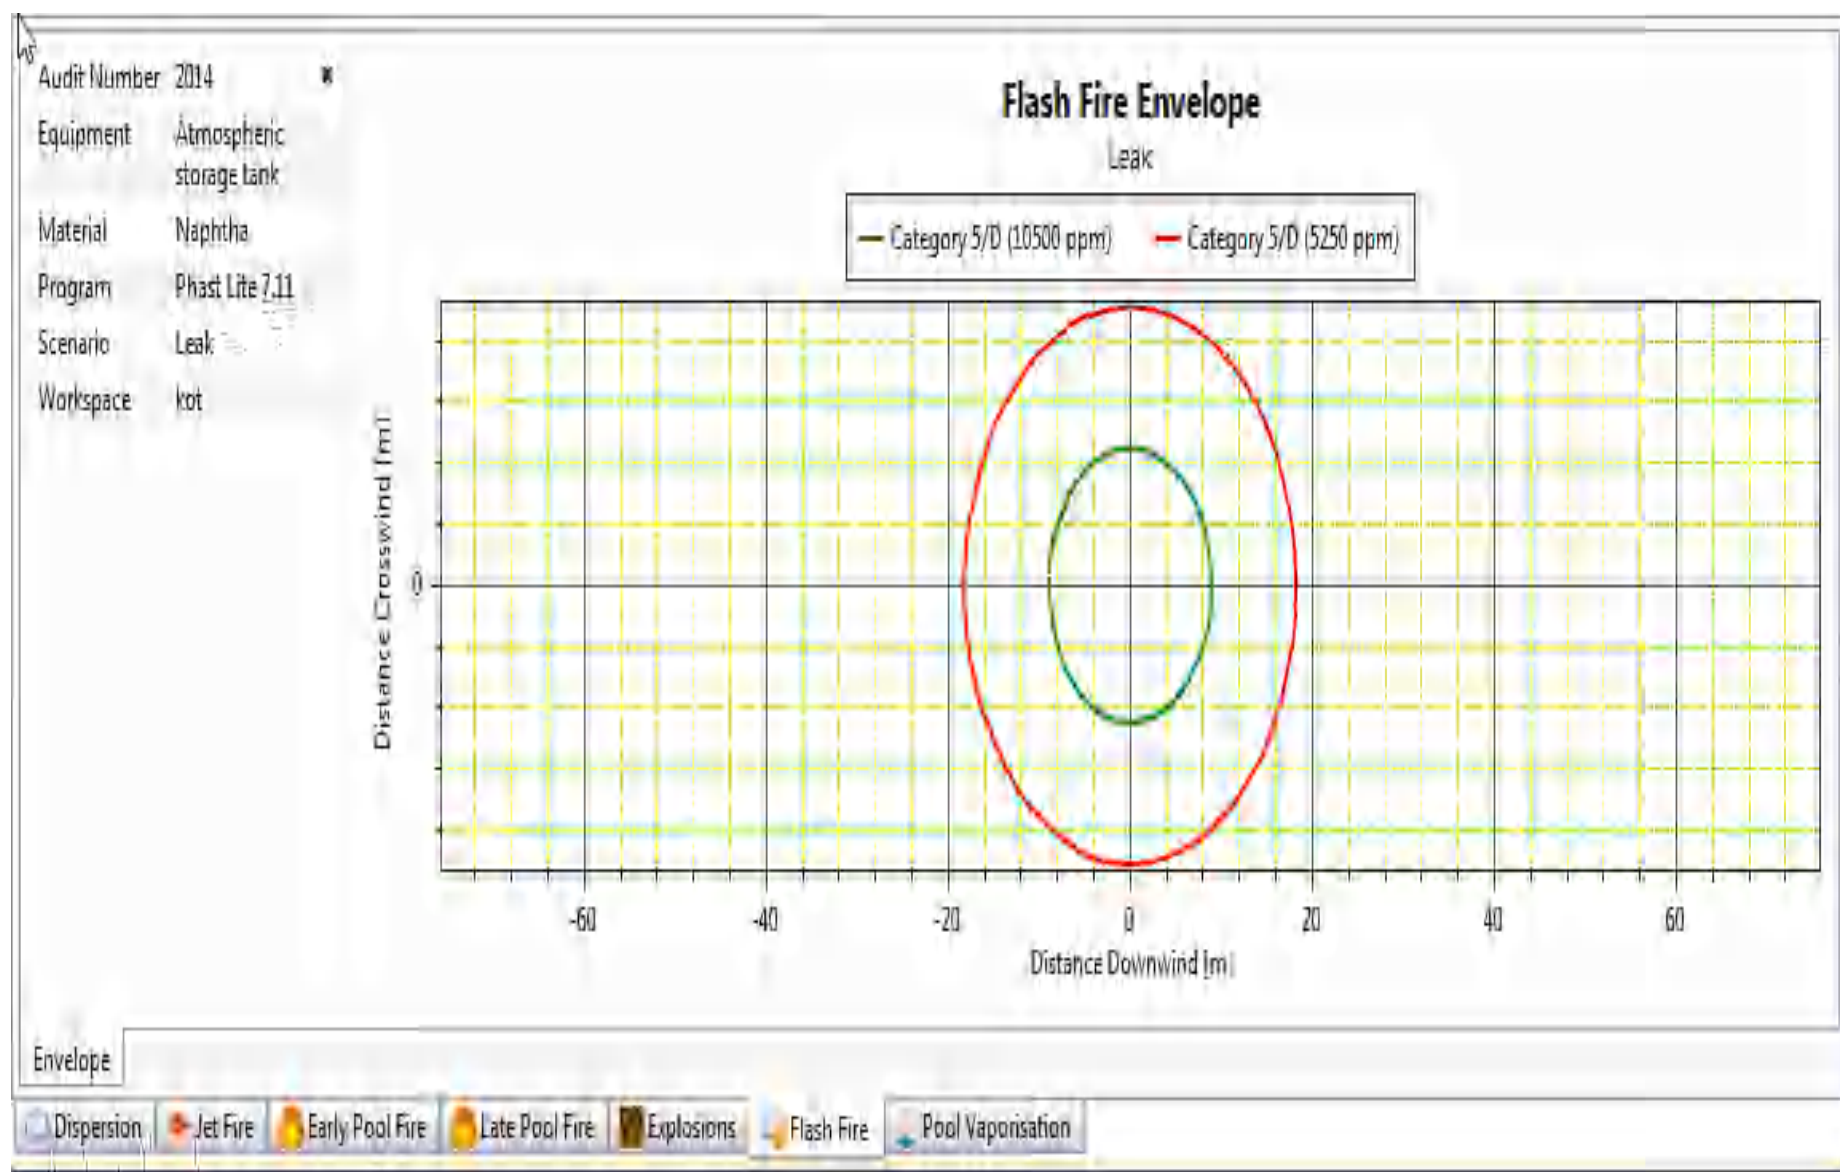 Audit Number 2014
Equipment Atmospheric
storage tank
Material Naphtha
Program Phast Lite 7.11
Scenario Leak
Workspace kot
Flash Fire Envelope
Leak
Category 5/D (10500 ppm) Category 5/D (5250 ppm)
Distance Crosswind [m]
0
-60 -40 -20 0 20 40 60
Distance Downwind [m]
Envelope
Dispersion Jet Fire Early Pool Fire Late Pool Fire Explosions Flash Fire Pool Vaporisation